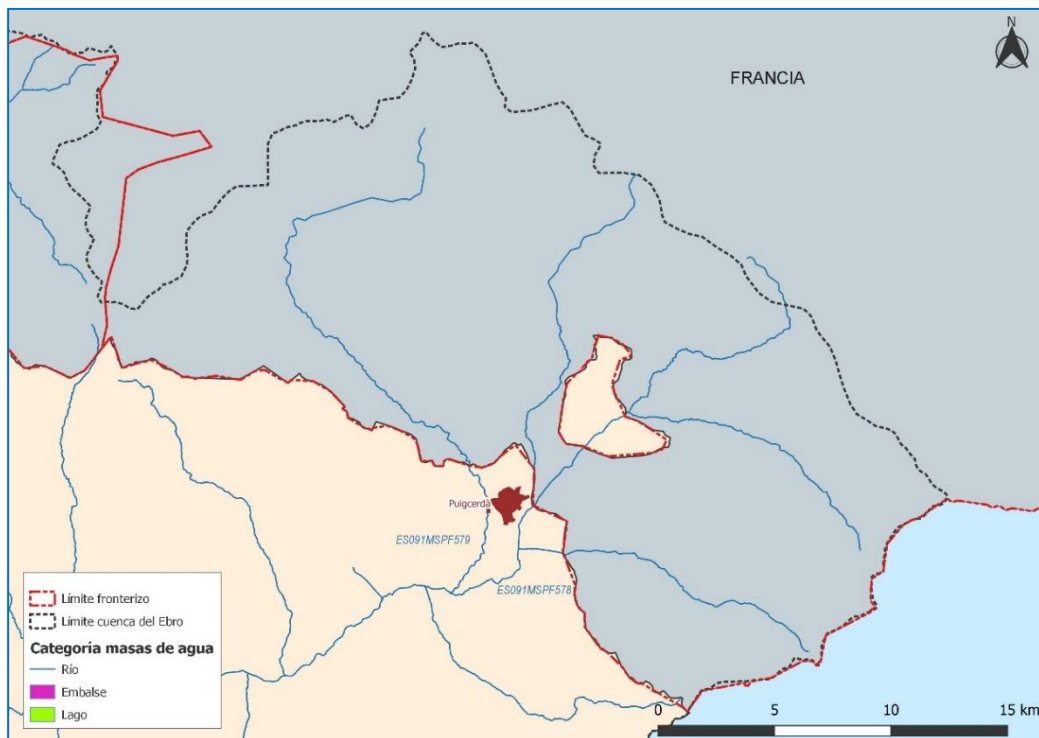 N
FRANCIA
Puigcerdà
ES091MSPF579
ES091MSPF578
Límite fronterizo
Límite cuenca del Ebro
Categoría masas de agua
Río
Embalse
Lago
0 5 10 15 km